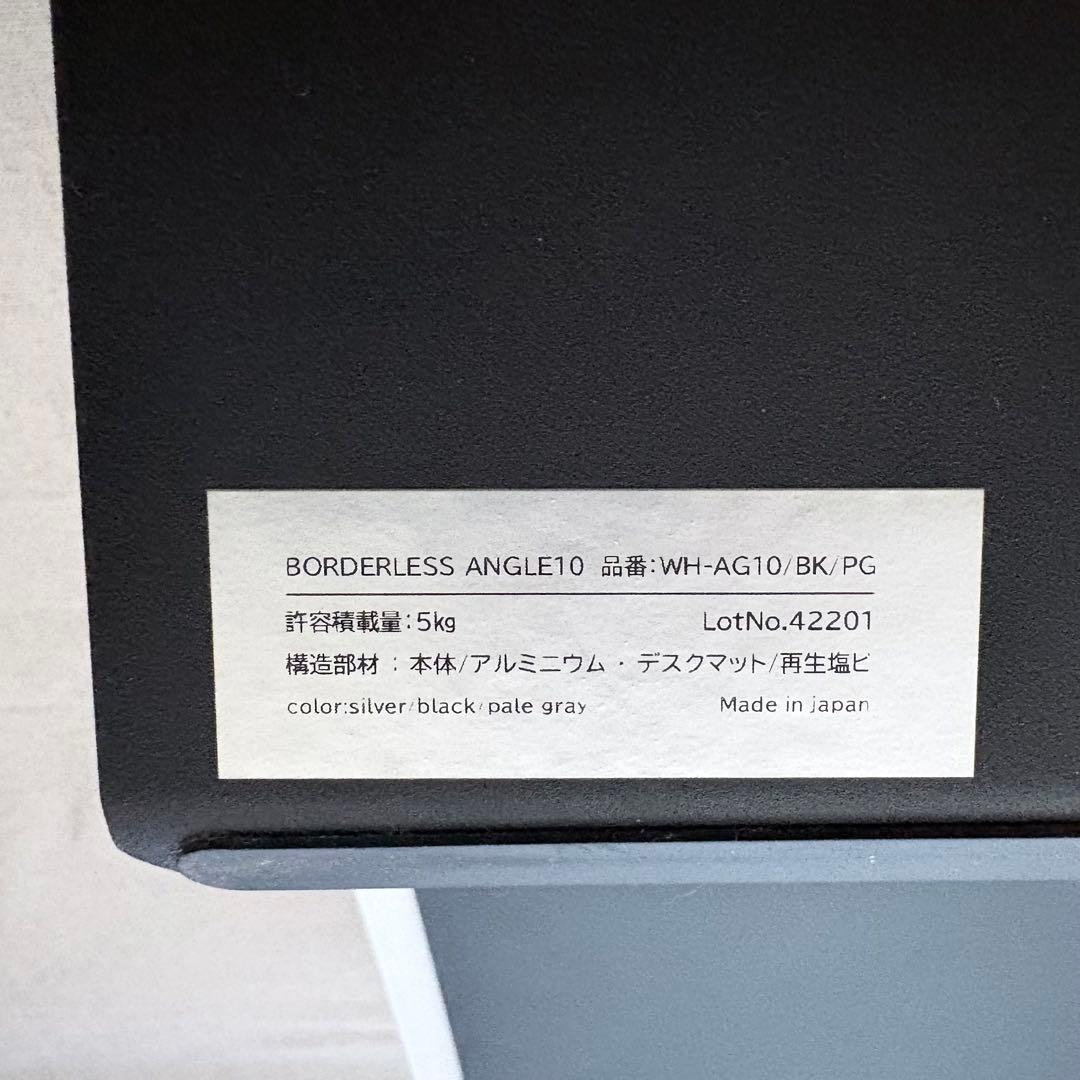 BORDERLESS ANGLE10 品番:WH-AG10/BK/PG
許容積載量:5kg LotNo.42201
構造部材:本体/アルミニウム・デスクマット/再生塩ビ
color:silver/black/pale gray Made in japan